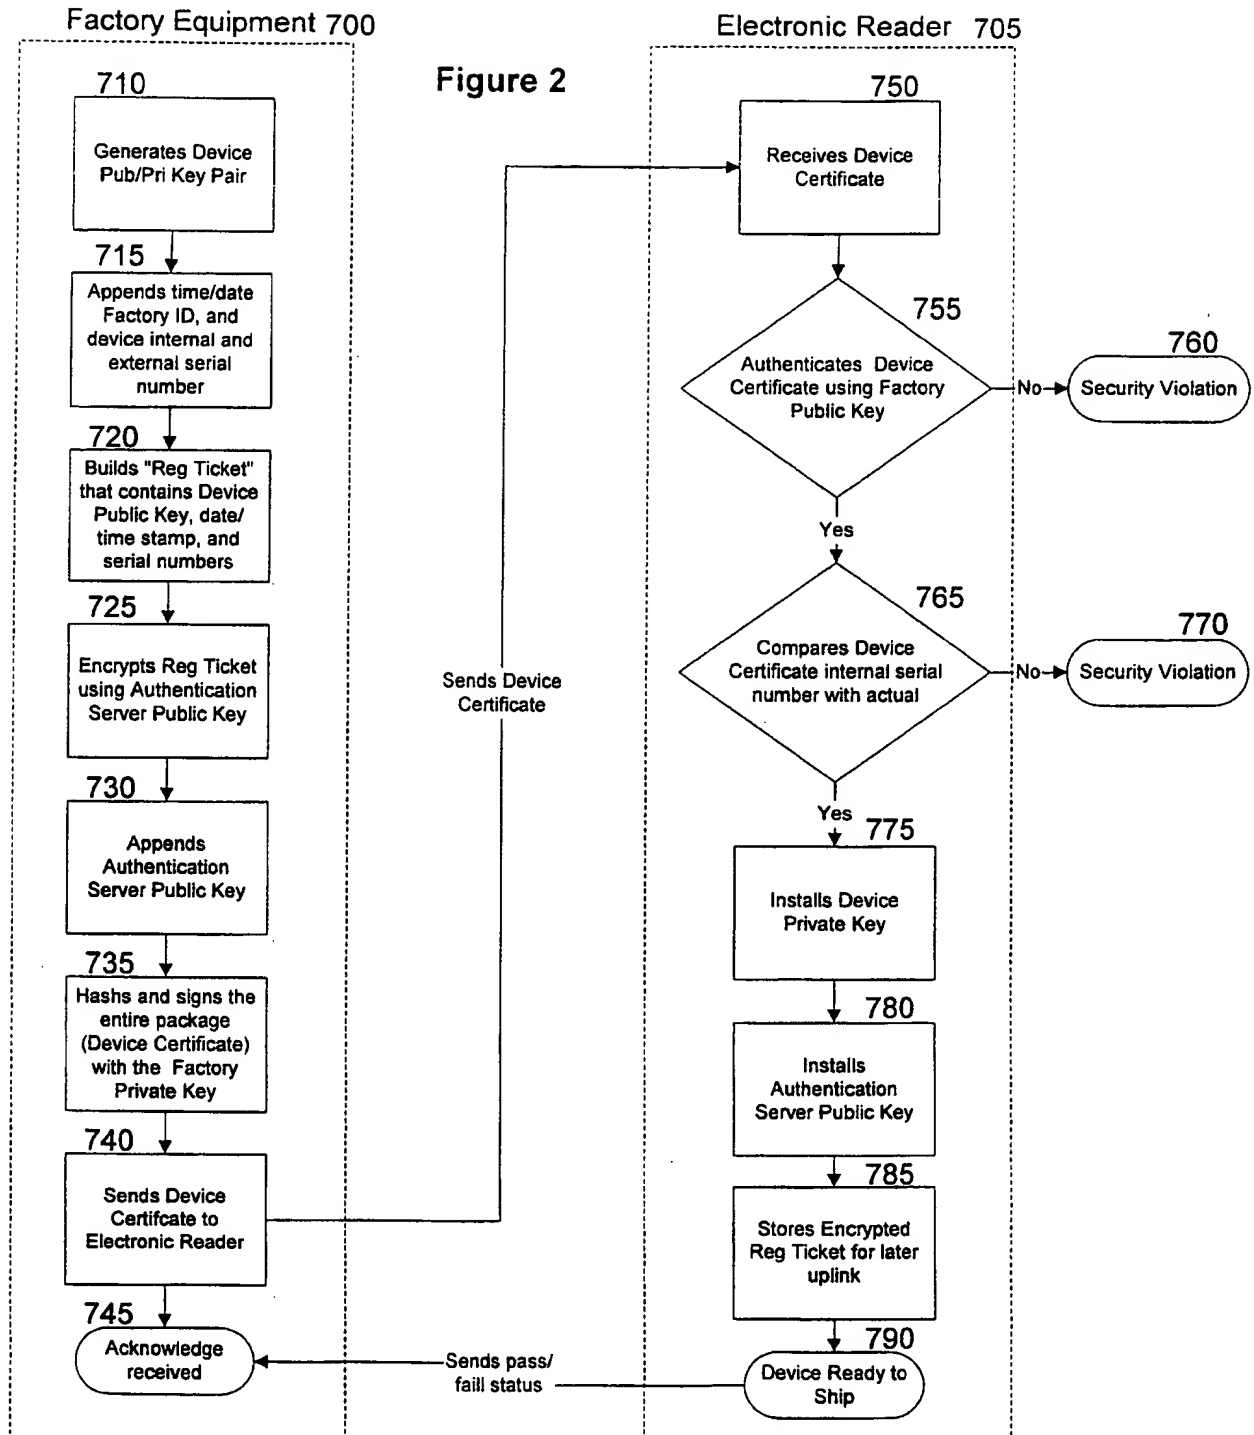 Factory Equipment 700
Electronic Reader 705
Figure 2
710
Generates Device
Pub/Pri Key Pair
715
Appends time/date
Factory ID, and
device internal and
external serial
number
720
Builds "Reg Ticket"
that contains Device
Public Key, date/
time stamp, and
serial numbers
725
Encrypts Reg Ticket
using Authentication
Server Public Key
730
Appends
Authentication
Server Public Key
735
Hashs and signs the
entire package
(Device Certificate)
with the Factory
Private Key
740
Sends Device
Certifcate to
Electronic Reader
745
Acknowledge
received
Sends Device
Certificate
750
Receives Device
Certificate
755
Authenticates Device
Certificate using Factory
Public Key
No
760
Security Violation
Yes
765
Compares Device
Certificate internal serial
number with actual
No
770
Security Violation
Yes
775
Installs Device
Private Key
780
Installs
Authentication
Server Public Key
785
Stores Encrypted
Reg Ticket for later
uplink
790
Device Ready to
Ship
Sends pass/
faill status